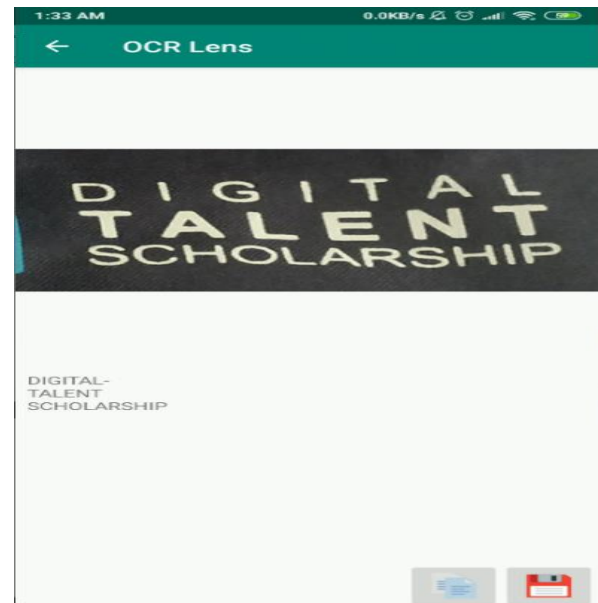 1:33 AM 0.0KB/s
← OCR Lens
DIGITAL
TALENT
SCHOLARSHIP
DIGITAL-
TALENT
SCHOLARSHIP